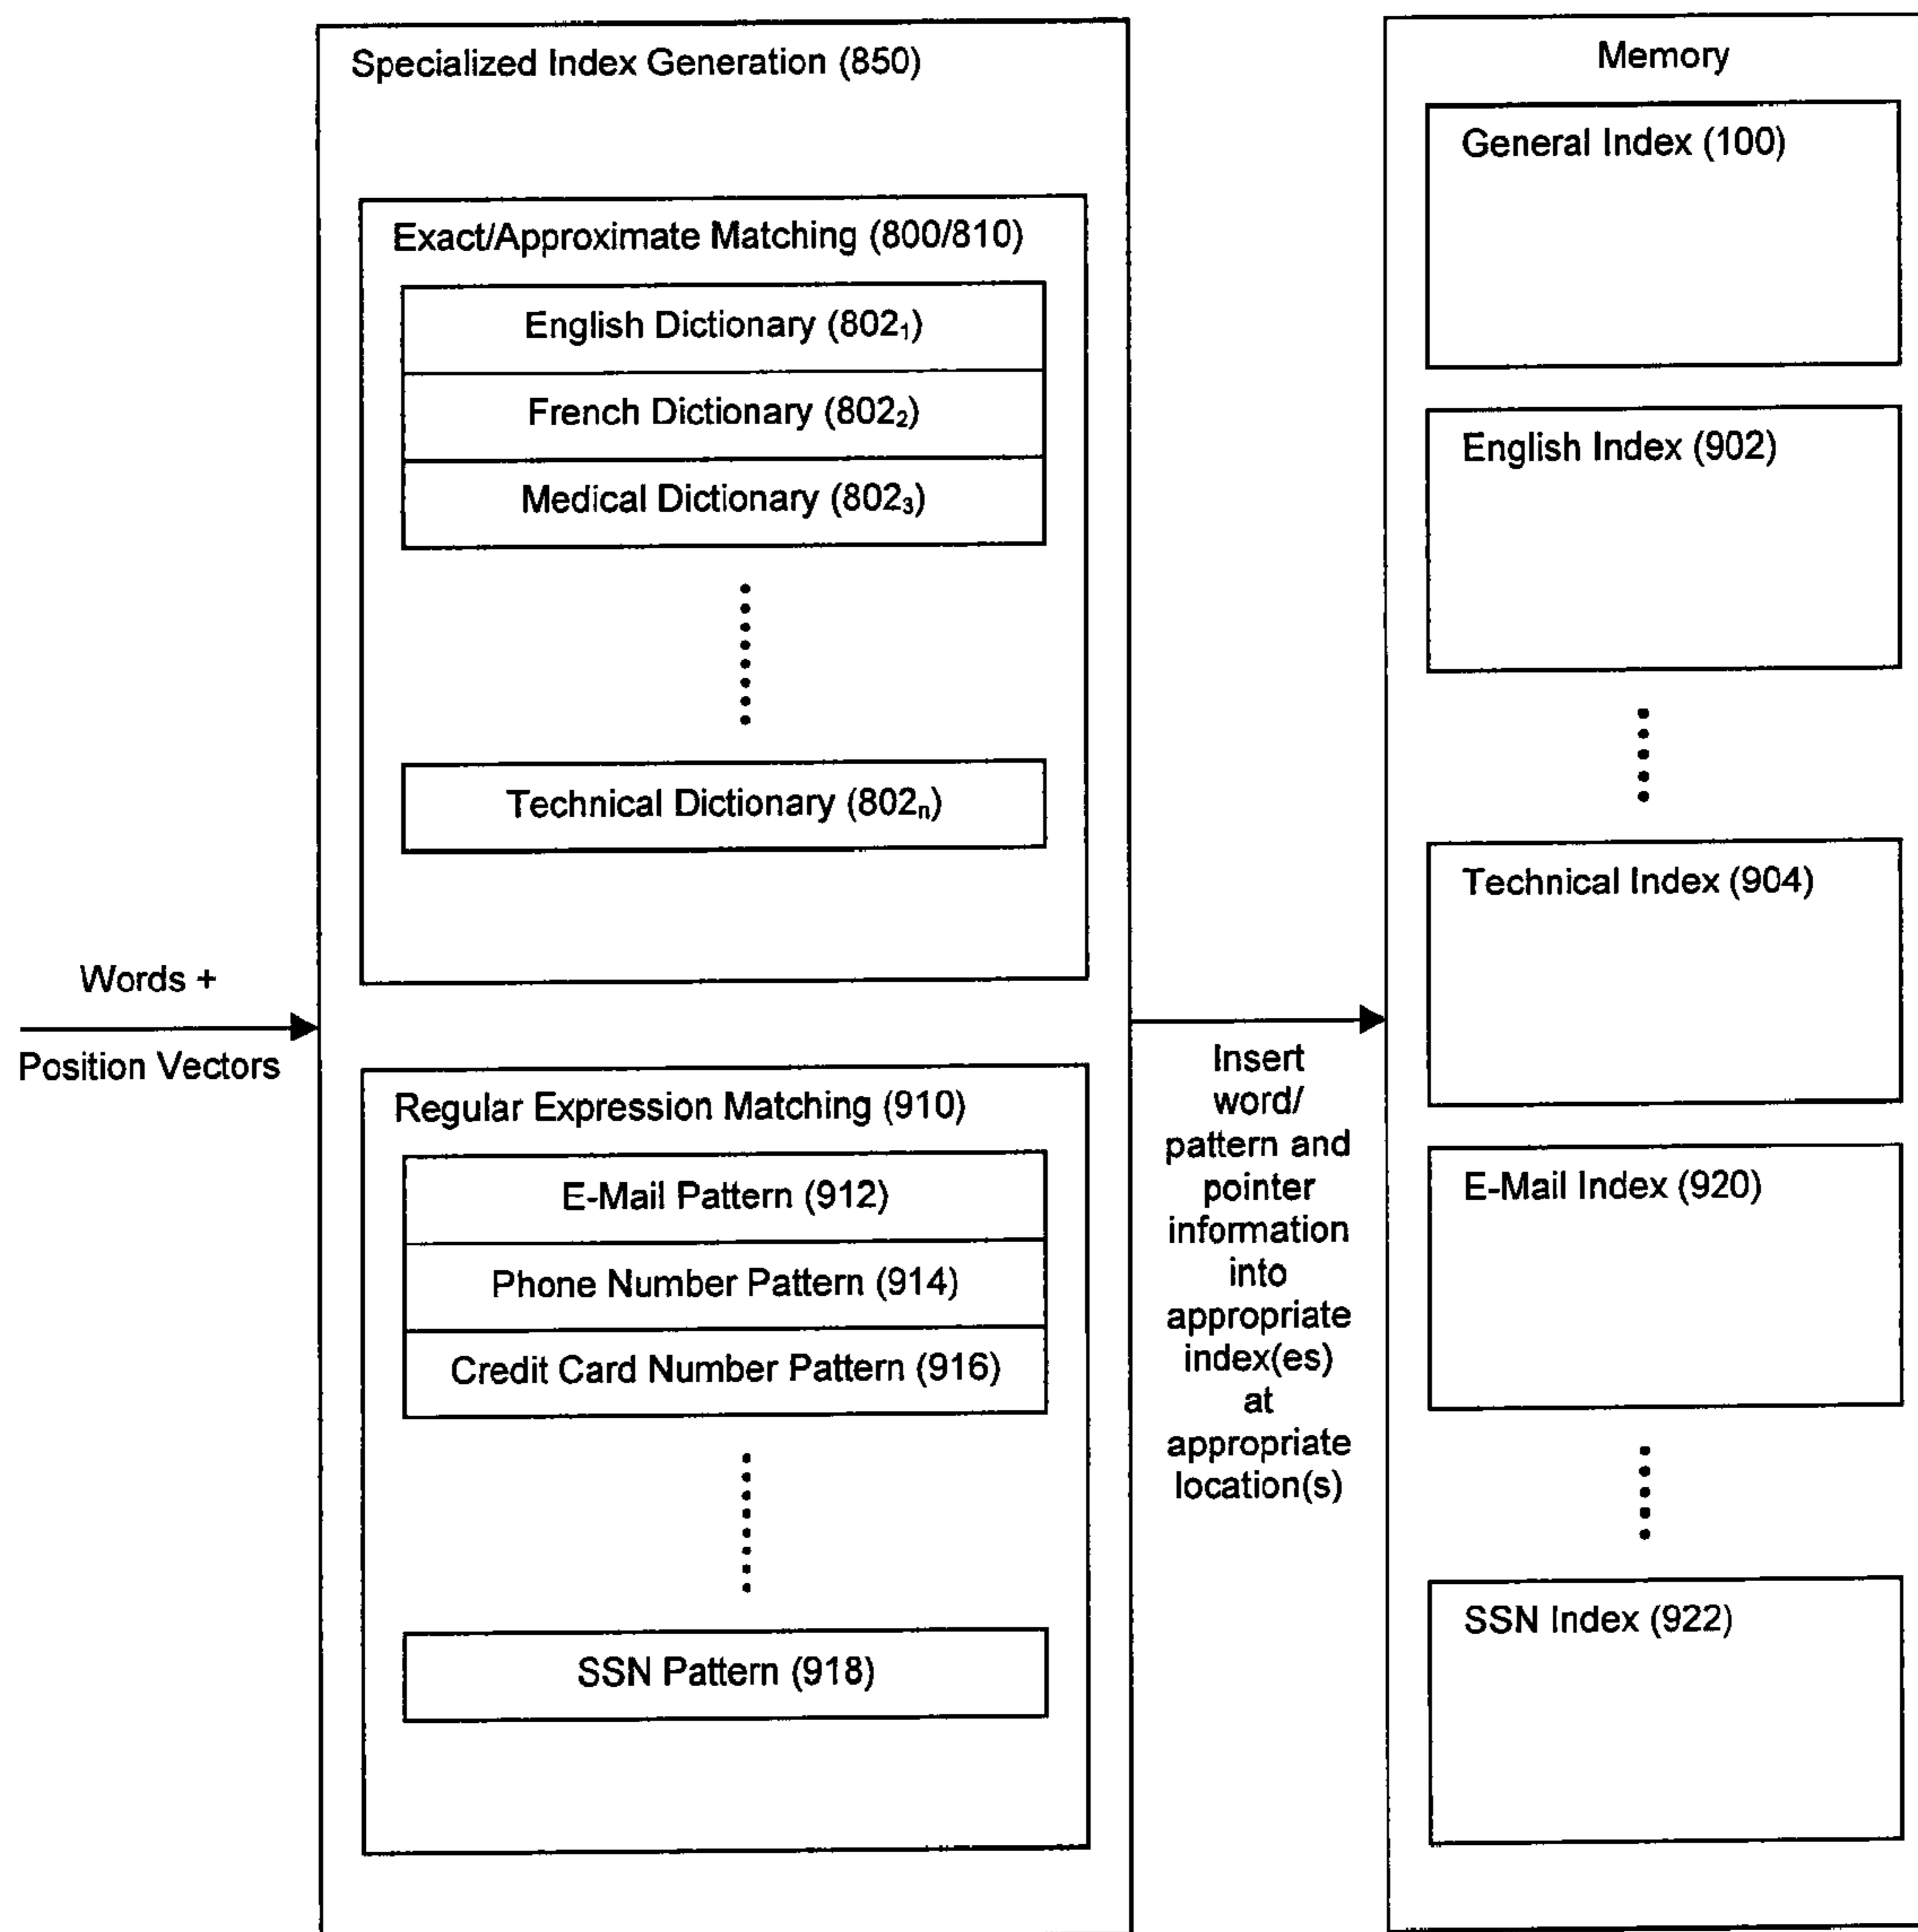 Specialized Index Generation (850)
Exact/Approximate Matching (800/810)
English Dictionary (802₁)
French Dictionary (802₂)
Medical Dictionary (802₃)
Technical Dictionary (802ₙ)
Words +
Position Vectors
Regular Expression Matching (910)
E-Mail Pattern (912)
Phone Number Pattern (914)
Credit Card Number Pattern (916)
SSN Pattern (918)
Insert
word/
pattern and
pointer
information
into
appropriate
index(es)
at
appropriate
location(s)
Memory
General Index (100)
English Index (902)
Technical Index (904)
E-Mail Index (920)
SSN Index (922)